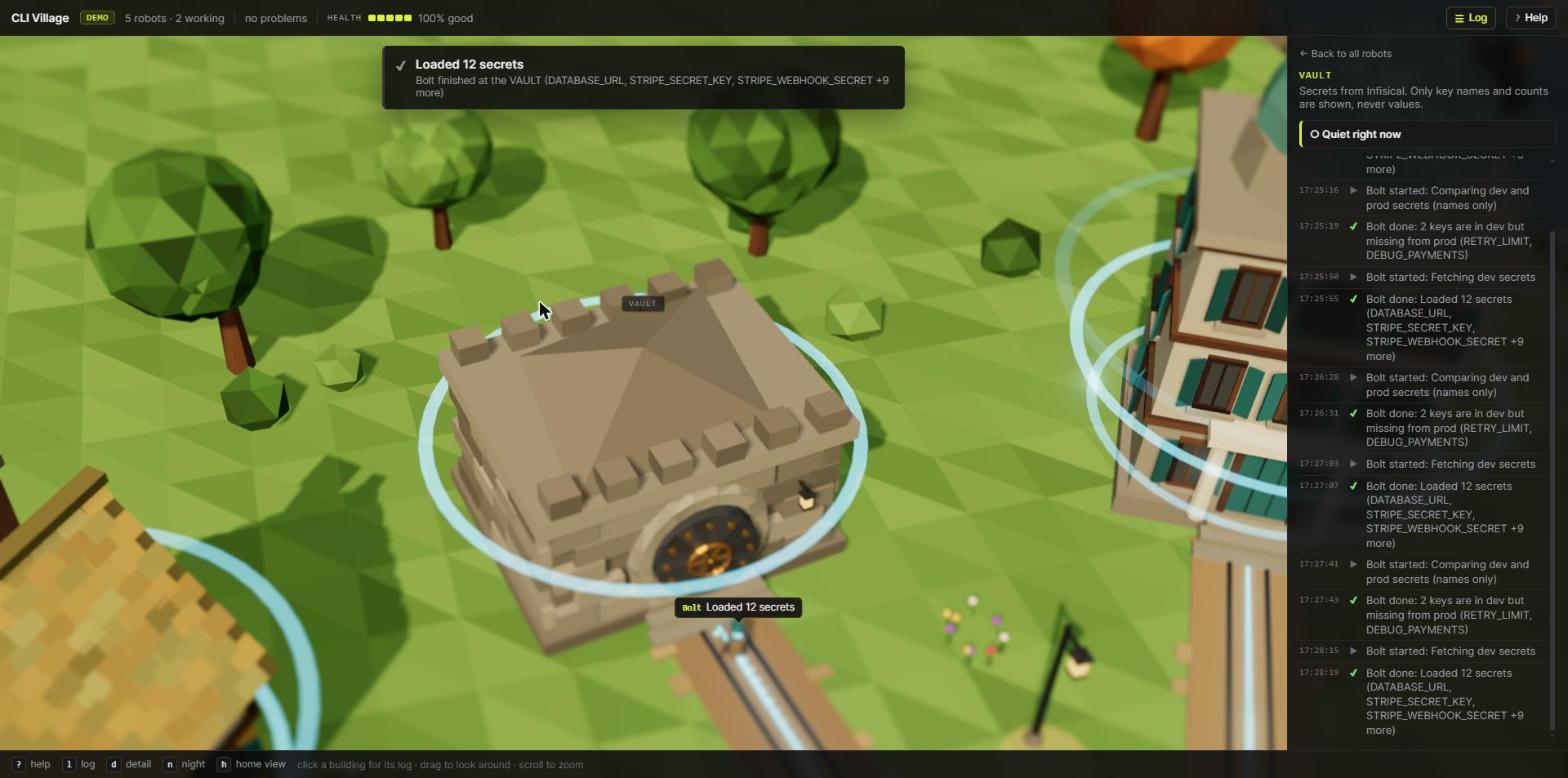 CLI Village DEMO 5 robots · 2 working no problems HEALTH 100% good Log ? Help
Loaded 12 secrets
Bolt finished at the VAULT (DATABASE_URL, STRIPE_SECRET_KEY, STRIPE_WEBHOOK_SECRET +9
more)
VAULT
Bolt Loaded 12 secrets
← Back to all robots
VAULT
Secrets from Infisical. Only key names and counts
are shown, never values.
Quiet right now
STRIPE_WEBHOOK_SECRET +9
more)
17:25:16 Bolt started: Comparing dev and
prod secrets (names only)
17:25:19 Bolt done: 2 keys are in dev but
missing from prod (RETRY_LIMIT,
DEBUG_PAYMENTS)
17:25:50 Bolt started: Fetching dev secrets
17:25:55 Bolt done: Loaded 12 secrets
(DATABASE_URL,
STRIPE_SECRET_KEY,
STRIPE_WEBHOOK_SECRET +9
more)
17:26:28 Bolt started: Comparing dev and
prod secrets (names only)
17:26:31 Bolt done: 2 keys are in dev but
missing from prod (RETRY_LIMIT,
DEBUG_PAYMENTS)
17:27:03 Bolt started: Fetching dev secrets
17:27:07 Bolt done: Loaded 12 secrets
(DATABASE_URL,
STRIPE_SECRET_KEY,
STRIPE_WEBHOOK_SECRET +9
more)
17:27:41 Bolt started: Comparing dev and
prod secrets (names only)
17:27:43 Bolt done: 2 keys are in dev but
missing from prod (RETRY_LIMIT,
DEBUG_PAYMENTS)
17:28:15 Bolt started: Fetching dev secrets
17:28:19 Bolt done: Loaded 12 secrets
(DATABASE_URL,
STRIPE_SECRET_KEY,
STRIPE_WEBHOOK_SECRET +9
more)
? help l log d detail n night h home view click a building for its log · drag to look around · scroll to zoom